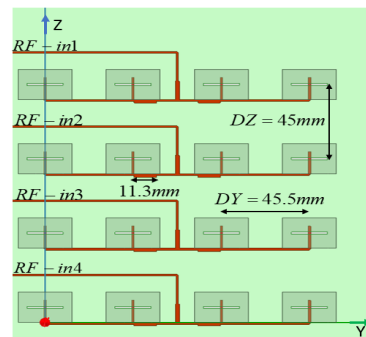 Z
RF-in1
DZ = 45mm
RF-in2
11.3mm
DY = 45.5mm
RF-in3
RF-in4
Y